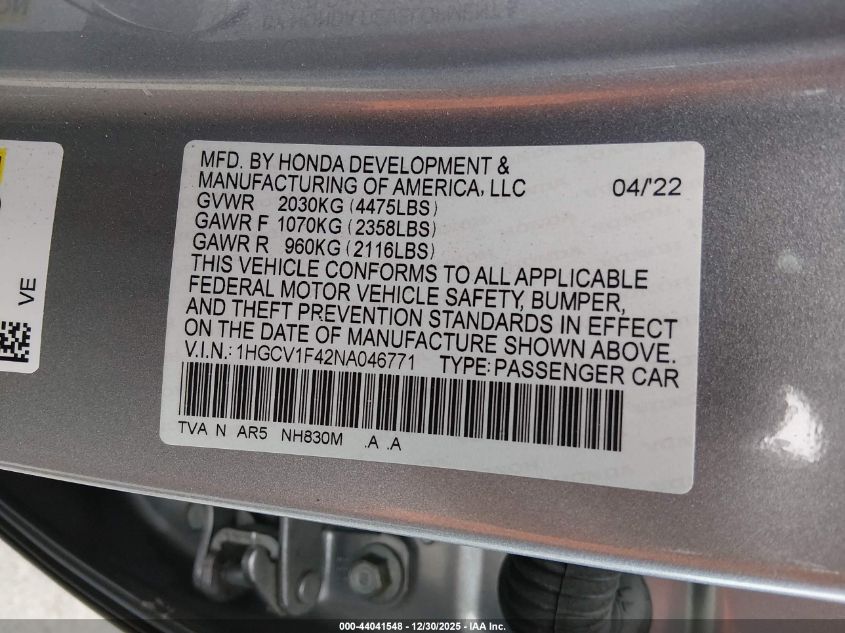 MFD. BY HONDA DEVELOPMENT &
MANUFACTURING OF AMERICA, LLC 04/'22
GVWR 2030KG (4475LBS)
GAWR F 1070KG (2358LBS)
GAWR R 960KG (2116LBS)
THIS VEHICLE CONFORMS TO ALL APPLICABLE
FEDERAL MOTOR VEHICLE SAFETY, BUMPER,
AND THEFT PREVENTION STANDARDS IN EFFECT
ON THE DATE OF MANUFACTURE SHOWN ABOVE.
V.I.N.: 1HGCV1F42NA046771 TYPE: PASSENGER CAR
TVA N AR5 NH830M .A .A
VE
000-44041548 - 12/30/2025 - IAA Inc.